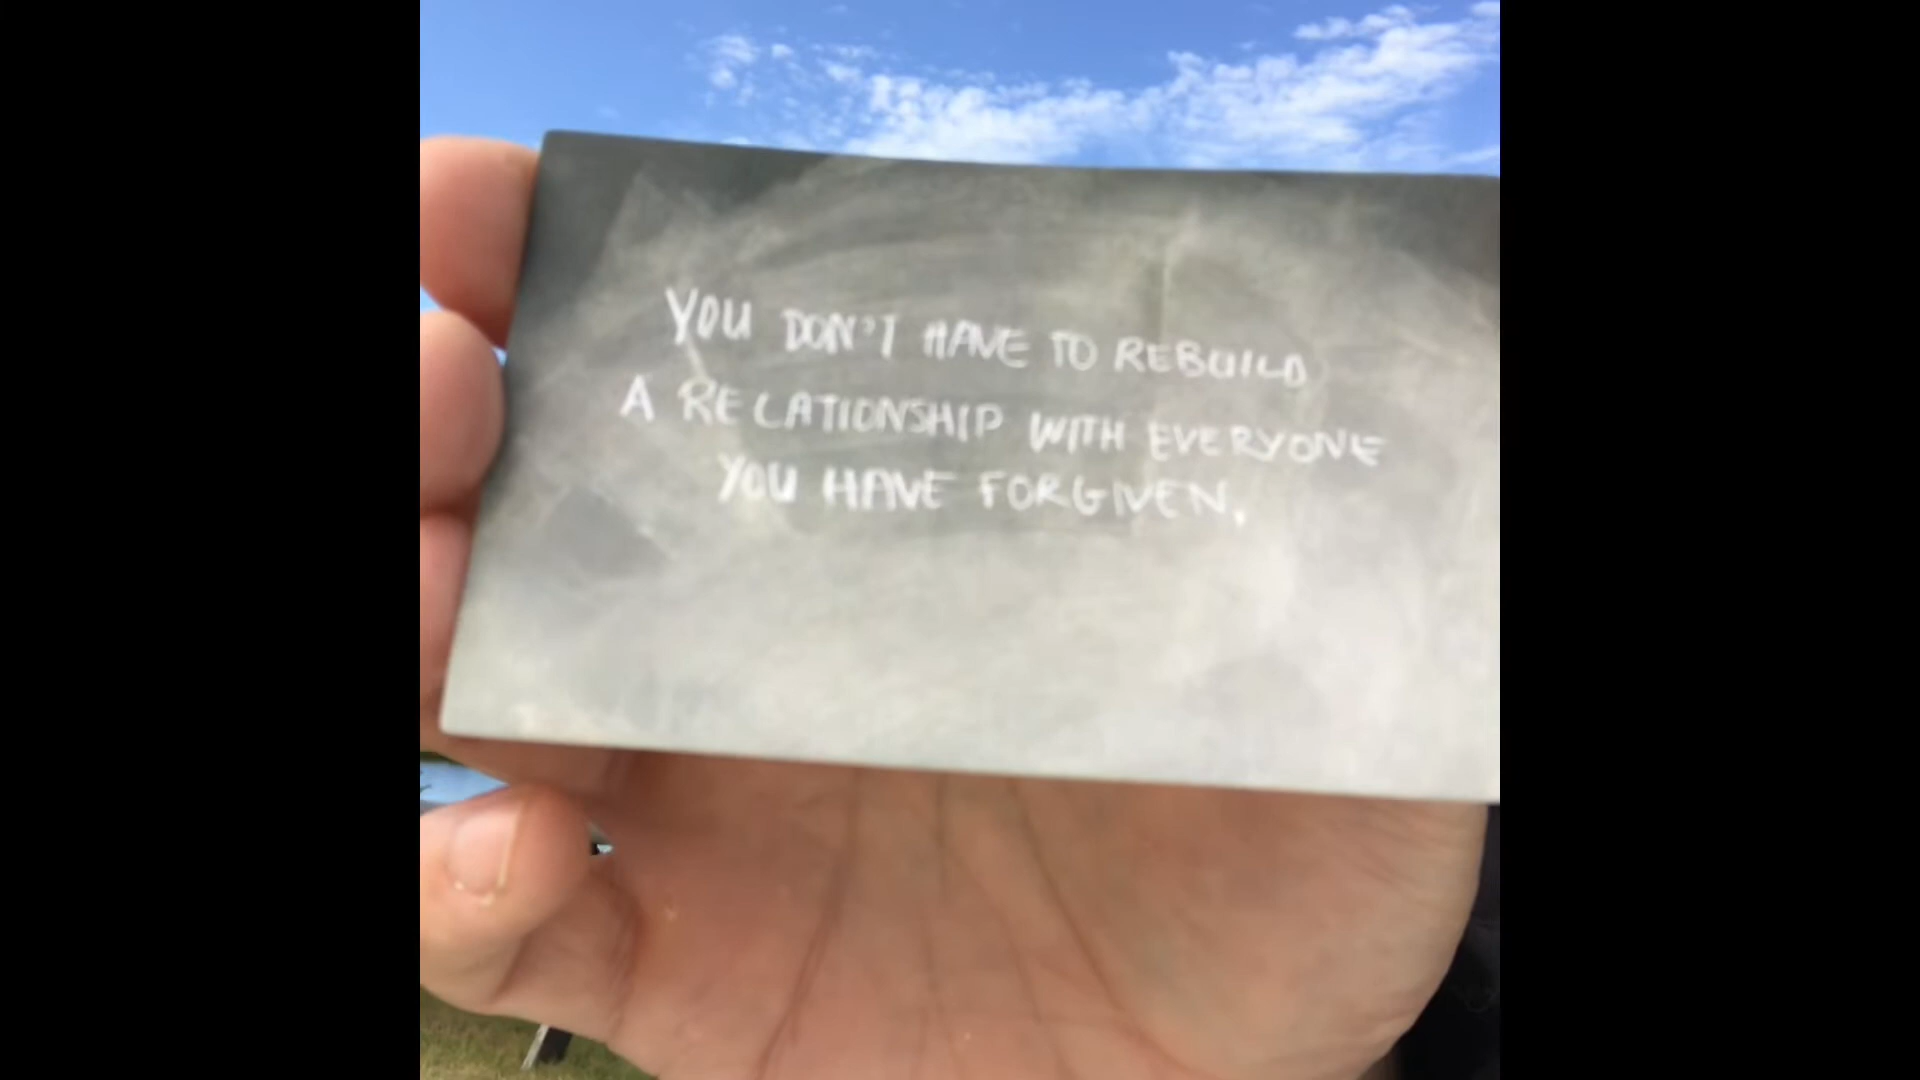 YOU DON'T HAVE TO REBUILD
A RELATIONSHIP WITH EVERYONE
YOU HAVE FORGIVEN.